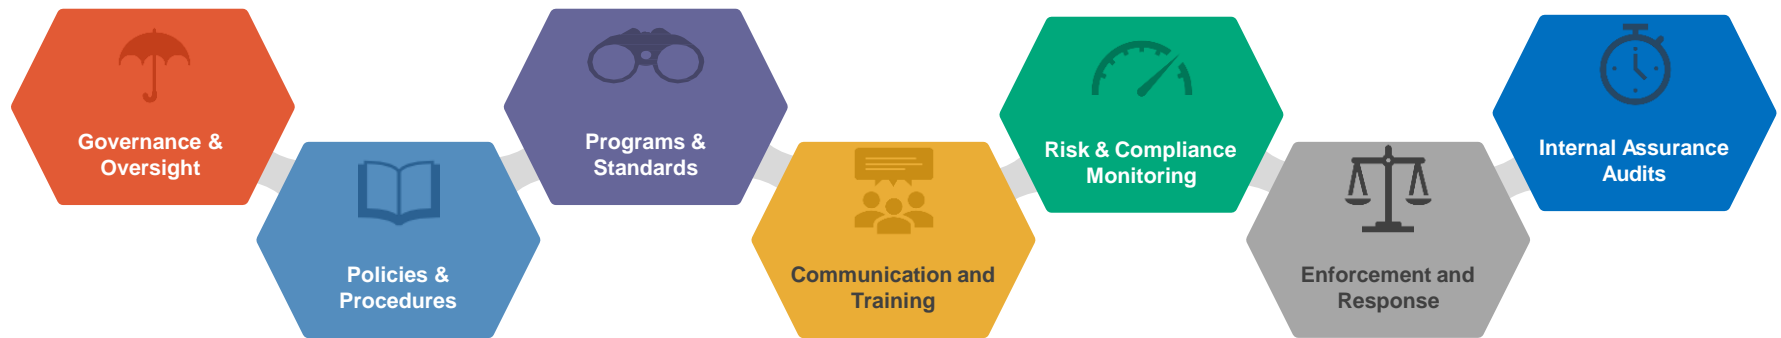 Governance &
Oversight
Policies &
Procedures
Programs &
Standards
Communication and
Training
Risk & Compliance
Monitoring
Enforcement and
Response
Internal Assurance
Audits